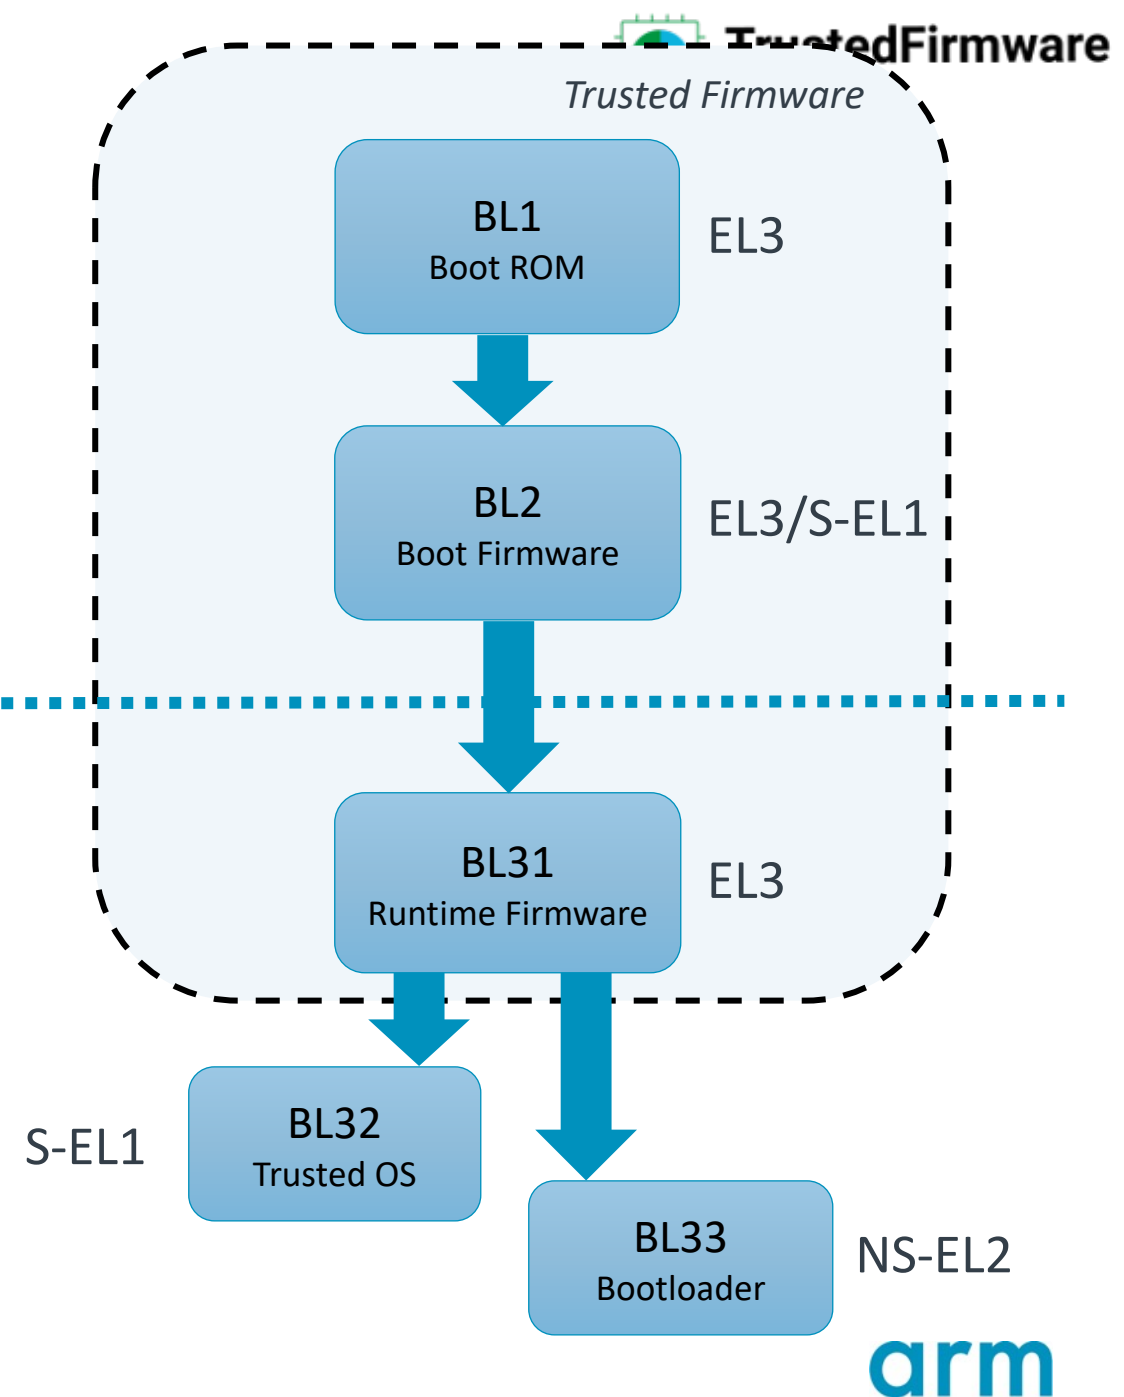 TrustedFirmware
Trusted Firmware
BL1
Boot ROM
EL3
BL2
Boot Firmware
EL3/S-EL1
BL31
Runtime Firmware
EL3
BL32
Trusted OS
S-EL1
BL33
Bootloader
NS-EL2
arm